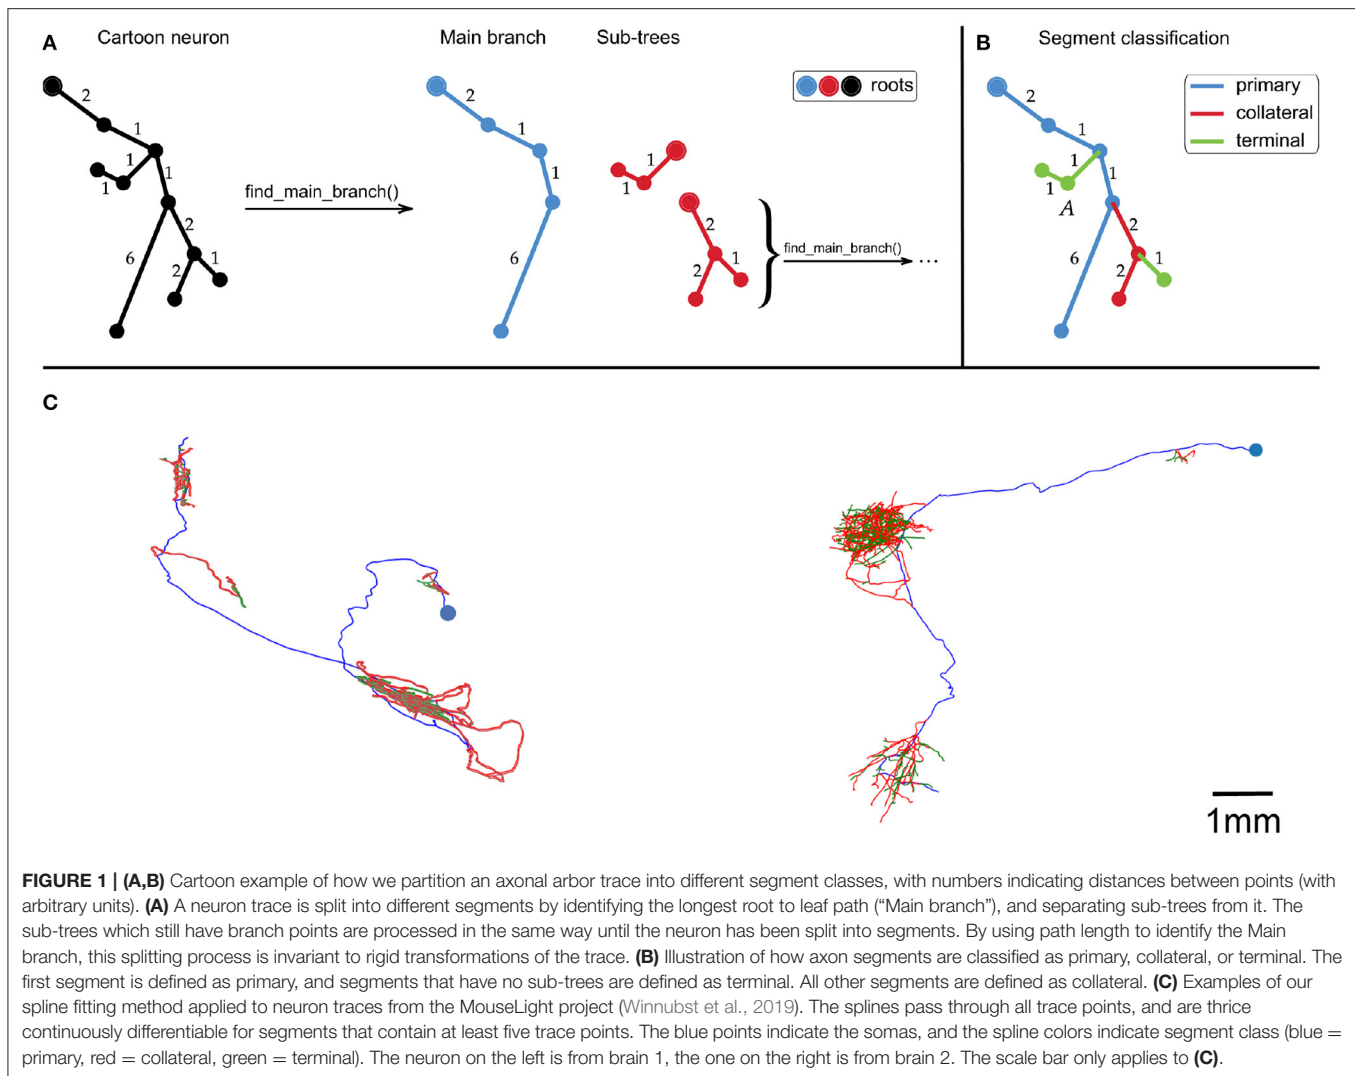 A Cartoon neuron Main branch Sub-trees B Segment classification
roots
primary
collateral
terminal
2
1
1
1
1
2
2
1
6
find_main_branch()
2
1
1
6
1
1
2
2
1
find_main_branch()
...
2
1
1
1
1
A
2
2
1
6
C
1mm
FIGURE 1 | (A,B) Cartoon example of how we partition an axonal arbor trace into different segment classes, with numbers indicating distances between points (with
arbitrary units). (A) A neuron trace is split into different segments by identifying the longest root to leaf path (“Main branch”), and separating sub-trees from it. The
sub-trees which still have branch points are processed in the same way until the neuron has been split into segments. By using path length to identify the Main
branch, this splitting process is invariant to rigid transformations of the trace. (B) Illustration of how axon segments are classified as primary, collateral, or terminal. The
first segment is defined as primary, and segments that have no sub-trees are defined as terminal. All other segments are defined as collateral. (C) Examples of our
spline fitting method applied to neuron traces from the MouseLight project (Winnubst et al., 2019). The splines pass through all trace points, and are thrice
continuously differentiable for segments that contain at least five trace points. The blue points indicate the somas, and the spline colors indicate segment class (blue =
primary, red = collateral, green = terminal). The neuron on the left is from brain 1, the one on the right is from brain 2. The scale bar only applies to (C).